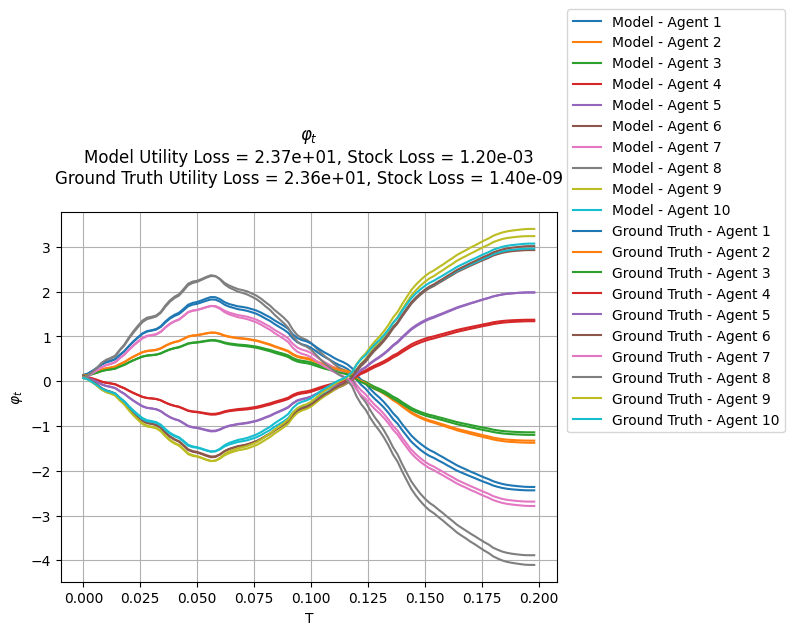 φt
Model Utility Loss = 2.37e+01, Stock Loss = 1.20e-03
Ground Truth Utility Loss = 2.36e+01, Stock Loss = 1.40e-09
Model - Agent 1
Model - Agent 2
Model - Agent 3
Model - Agent 4
Model - Agent 5
Model - Agent 6
Model - Agent 7
Model - Agent 8
Model - Agent 9
Model - Agent 10
Ground Truth - Agent 1
Ground Truth - Agent 2
Ground Truth - Agent 3
Ground Truth - Agent 4
Ground Truth - Agent 5
Ground Truth - Agent 6
Ground Truth - Agent 7
Ground Truth - Agent 8
Ground Truth - Agent 9
Ground Truth - Agent 10
φt
3
2
1
0
−1
−2
−3
−4
0.000 0.025 0.050 0.075 0.100 0.125 0.150 0.175 0.200
T